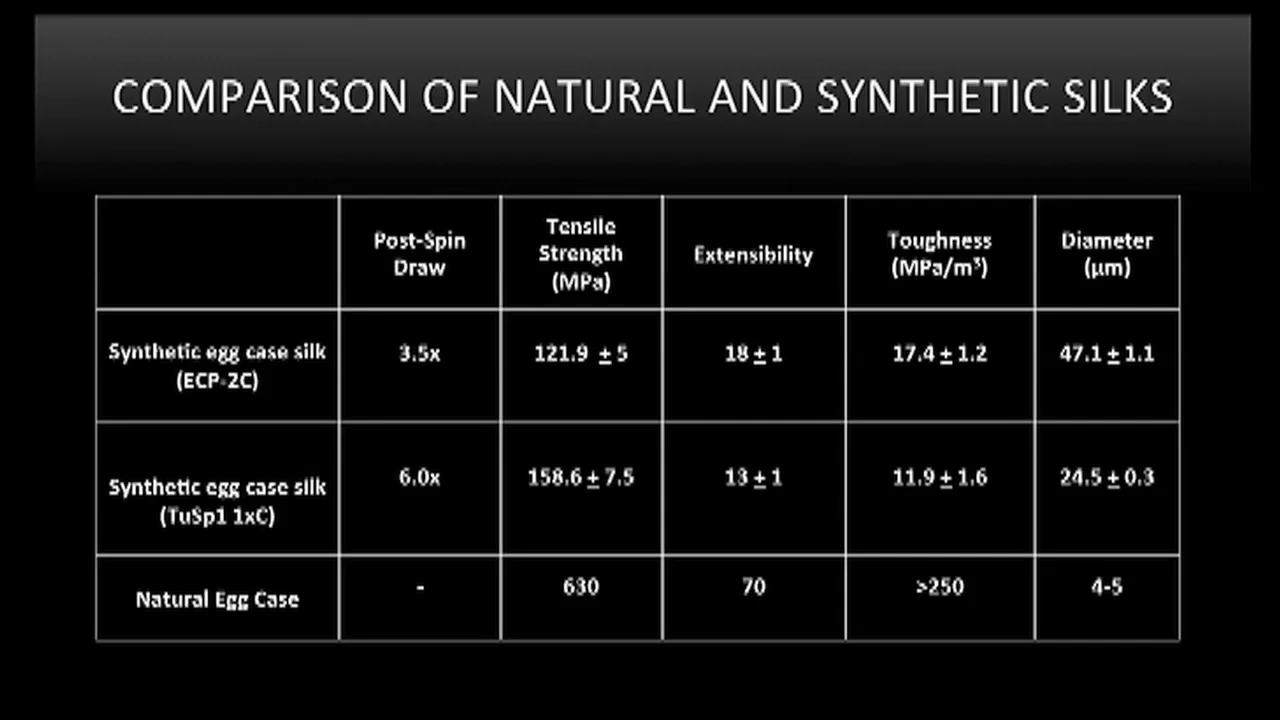 COMPARISON OF NATURAL AND SYNTHETIC SILKS
Post-Spin
Draw
Tensile
Strength
(MPa)
Extensibility
Toughness
(MPa/m³)
Diameter
(µm)
Synthetic egg case silk
(ECP-2C)
3.5x
121.9 ± 5
18 ± 1
17.4 ± 1.2
47.1 ± 1.1
Synthetic egg case silk
(TuSp1 1xC)
6.0x
158.6 ± 7.5
13 ± 1
11.9 ± 1.6
24.5 ± 0.3
Natural Egg Case
-
630
70
>250
4-5